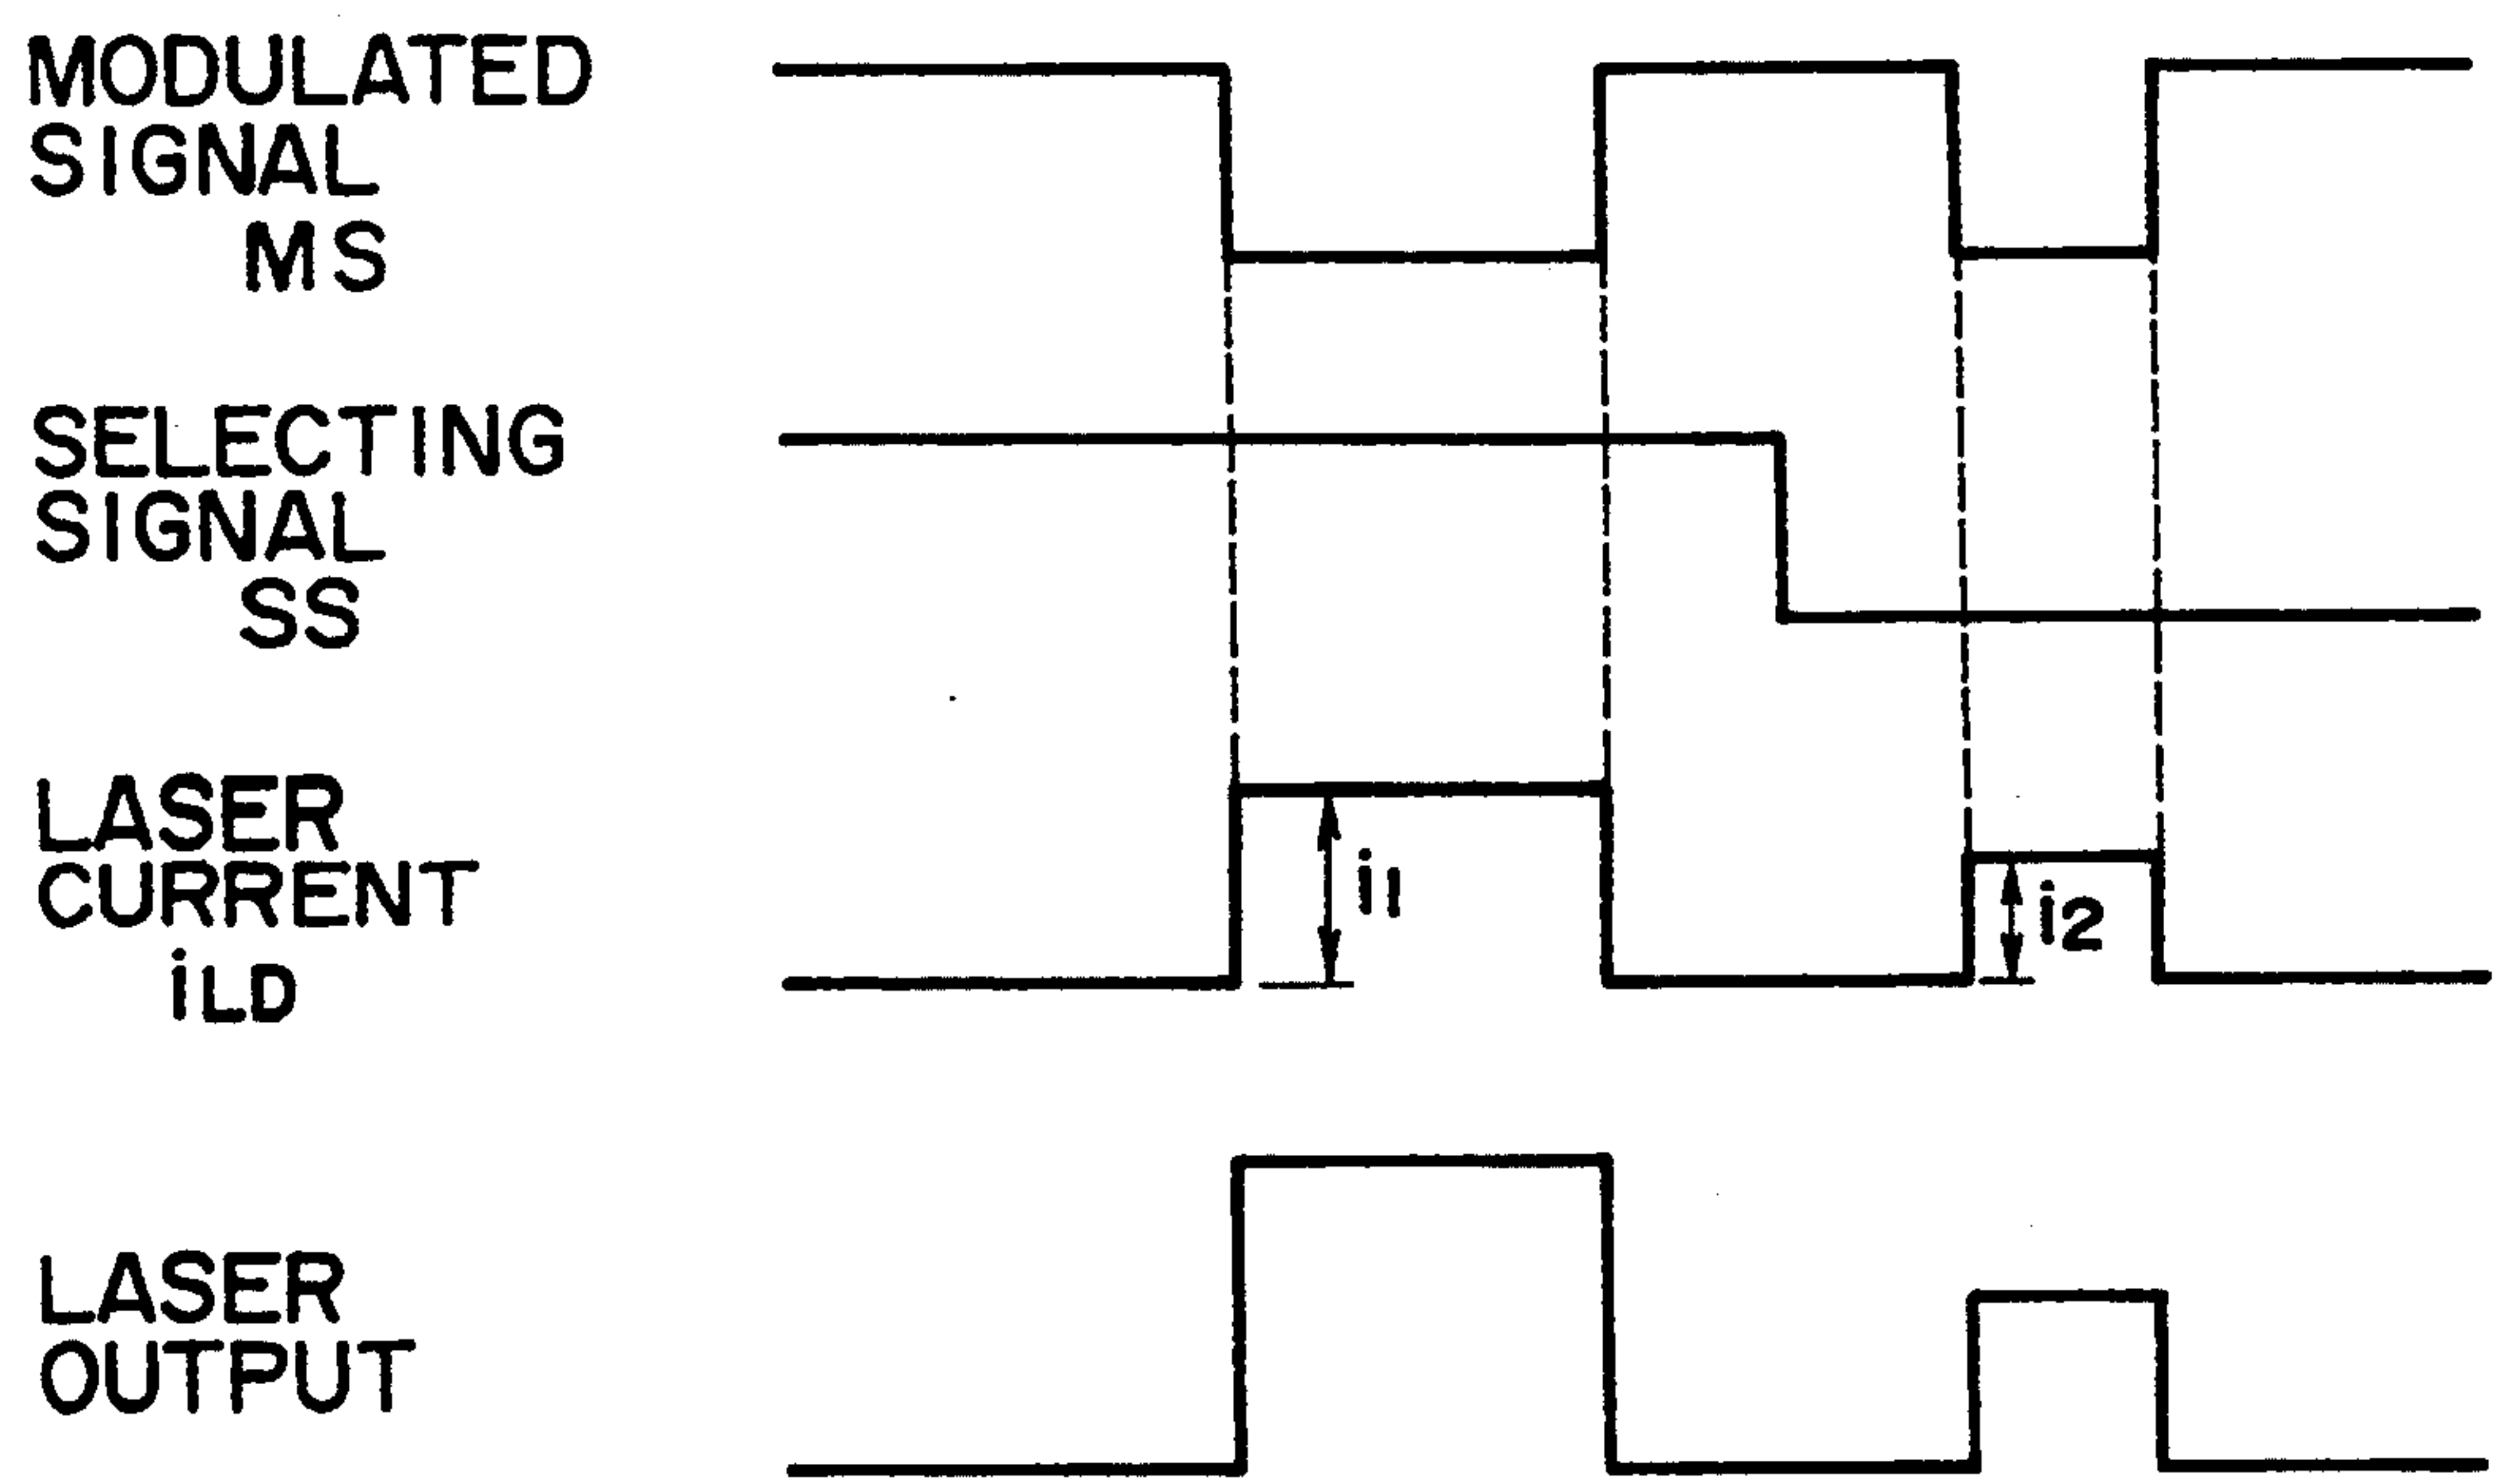 MODULATED
SIGNAL
MS
SELECTING
SIGNAL
SS
LASER
CURRENT
iLD
i1
i2
LASER
OUTPUT